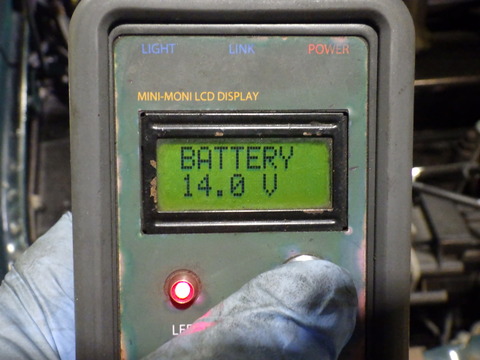 LIGHT LINK POWER
MINI-MONI LCD DISPLAY
BATTERY
14.0 V